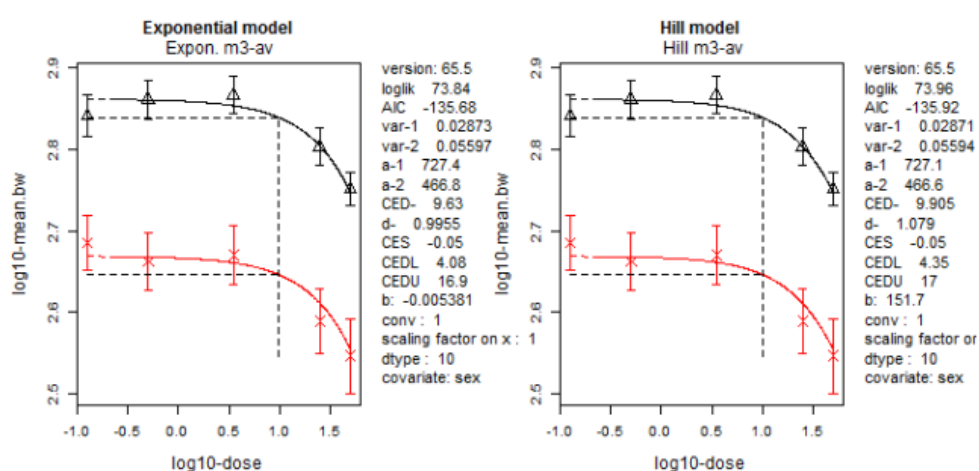 Exponential model
Expon. m3-av
log10-mean.bw
2.9
2.8
2.7
2.6
2.5
-1.0 -0.5 0.0 0.5 1.0 1.5
log10-dose
version: 65.5
loglik 73.84
AIC -135.68
var-1 0.02873
var-2 0.05597
a-1 727.4
a-2 466.8
CED- 9.63
d- 0.9955
CES -0.05
CEDL 4.08
CEDU 16.9
b: -0.005381
conv : 1
scaling factor on x : 1
dtype : 10
covariate: sex
Hill model
Hill m3-av
log10-mean.bw
2.9
2.8
2.7
2.6
2.5
-1.0 -0.5 0.0 0.5 1.0 1.5
log10-dose
version: 65.5
loglik 73.96
AIC -135.92
var-1 0.02871
var-2 0.05594
a-1 727.1
a-2 466.6
CED- 9.905
d- 1.079
CES -0.05
CEDL 4.35
CEDU 17
b: 151.7
conv : 1
scaling factor or
dtype : 10
covariate: sex